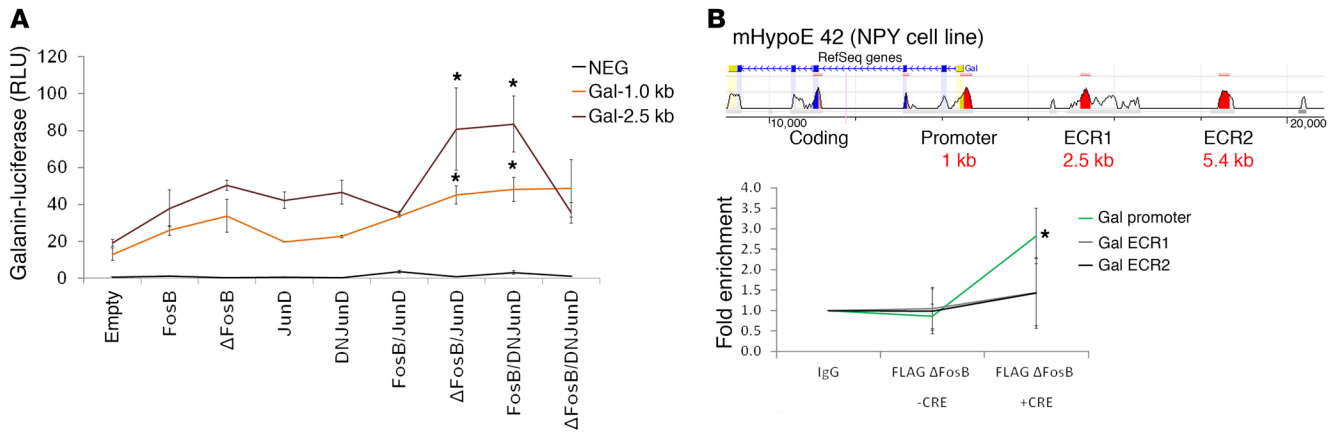 A
Galanin-luciferase (RLU)
120
100
80
60
40
20
0
* *
* *
NEG
Gal-1.0 kb
Gal-2.5 kb
Empty
FosB
ΔFosB
JunD
DNJunD
FosB/JunD
ΔFosB/JunD
FosB/DNJunD
ΔFosB/DNJunD
B
mHypoE 42 (NPY cell line)
RefSeq genes
Gal
10,000 20,000
Coding Promoter ECR1 ECR2
1 kb 2.5 kb 5.4 kb
Fold enrichment
4.0
3.5
3.0
2.5
2.0
1.5
1.0
0.5
0.0
*
Gal promoter
Gal ECR1
Gal ECR2
IgG FLAG ΔFosB FLAG ΔFosB
-CRE +CRE